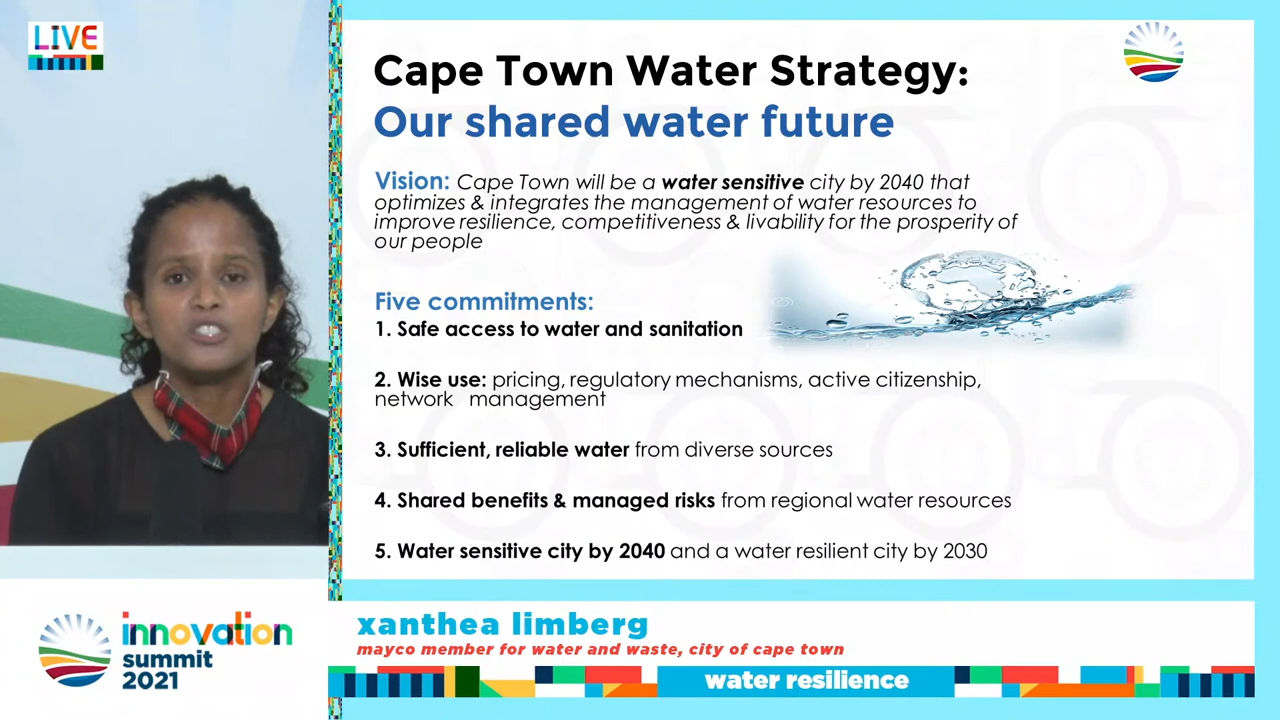 LIVE
Cape Town Water Strategy:
Our shared water future
Vision: Cape Town will be a water sensitive city by 2040 that
optimizes & integrates the management of water resources to
improve resilience, competitiveness & livability for the prosperity of
our people
Five commitments:
1. Safe access to water and sanitation
2. Wise use: pricing, regulatory mechanisms, active citizenship,
network management
3. Sufficient, reliable water from diverse sources
4. Shared benefits & managed risks from regional water resources
5. Water sensitive city by 2040 and a water resilient city by 2030
innovation
summit
2021
xanthea limberg
mayco member for water and waste, city of cape town
water resilience